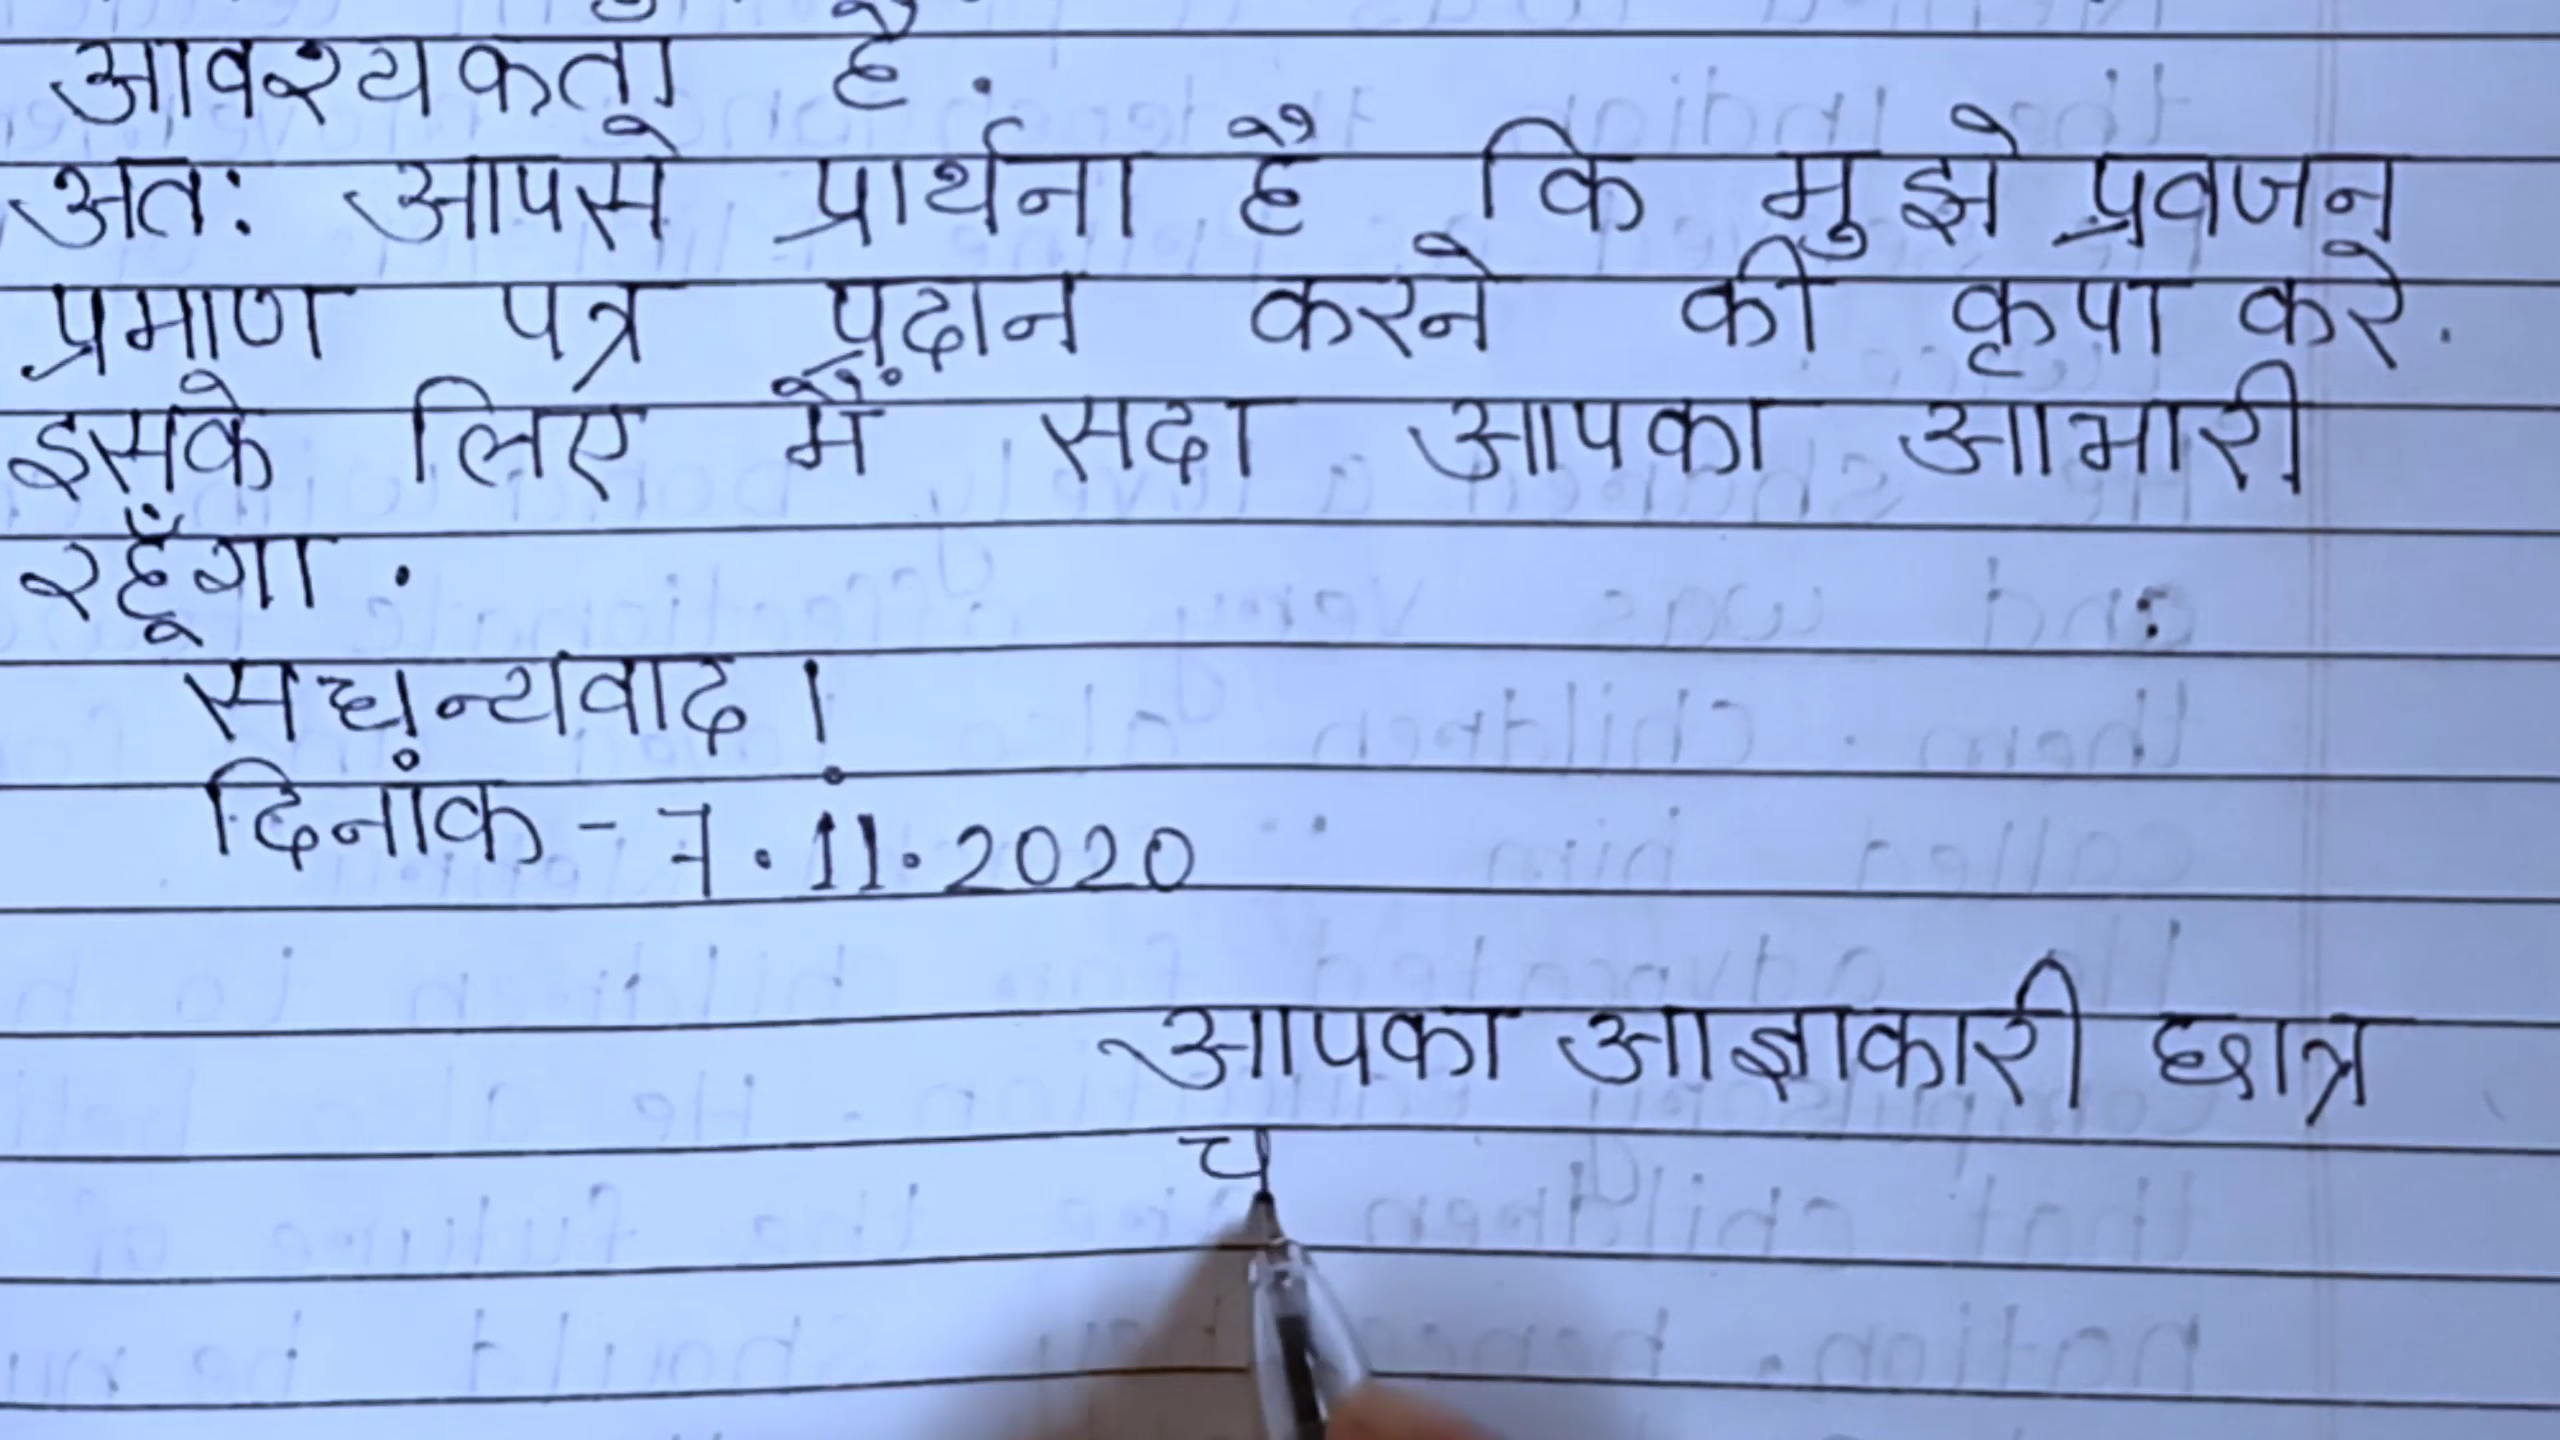 आवश्यकता है.
अतः आपसे प्रार्थना है कि मुझे प्रवजन
प्रमाण पत्र प्रदान करने की कृपा करे.
इसके लिए मैं सदा आपका आभारी
रहूँगा.
सधन्यवाद!
दिनांक - 7.11.2020
आपका आज्ञाकारी छात्र
च